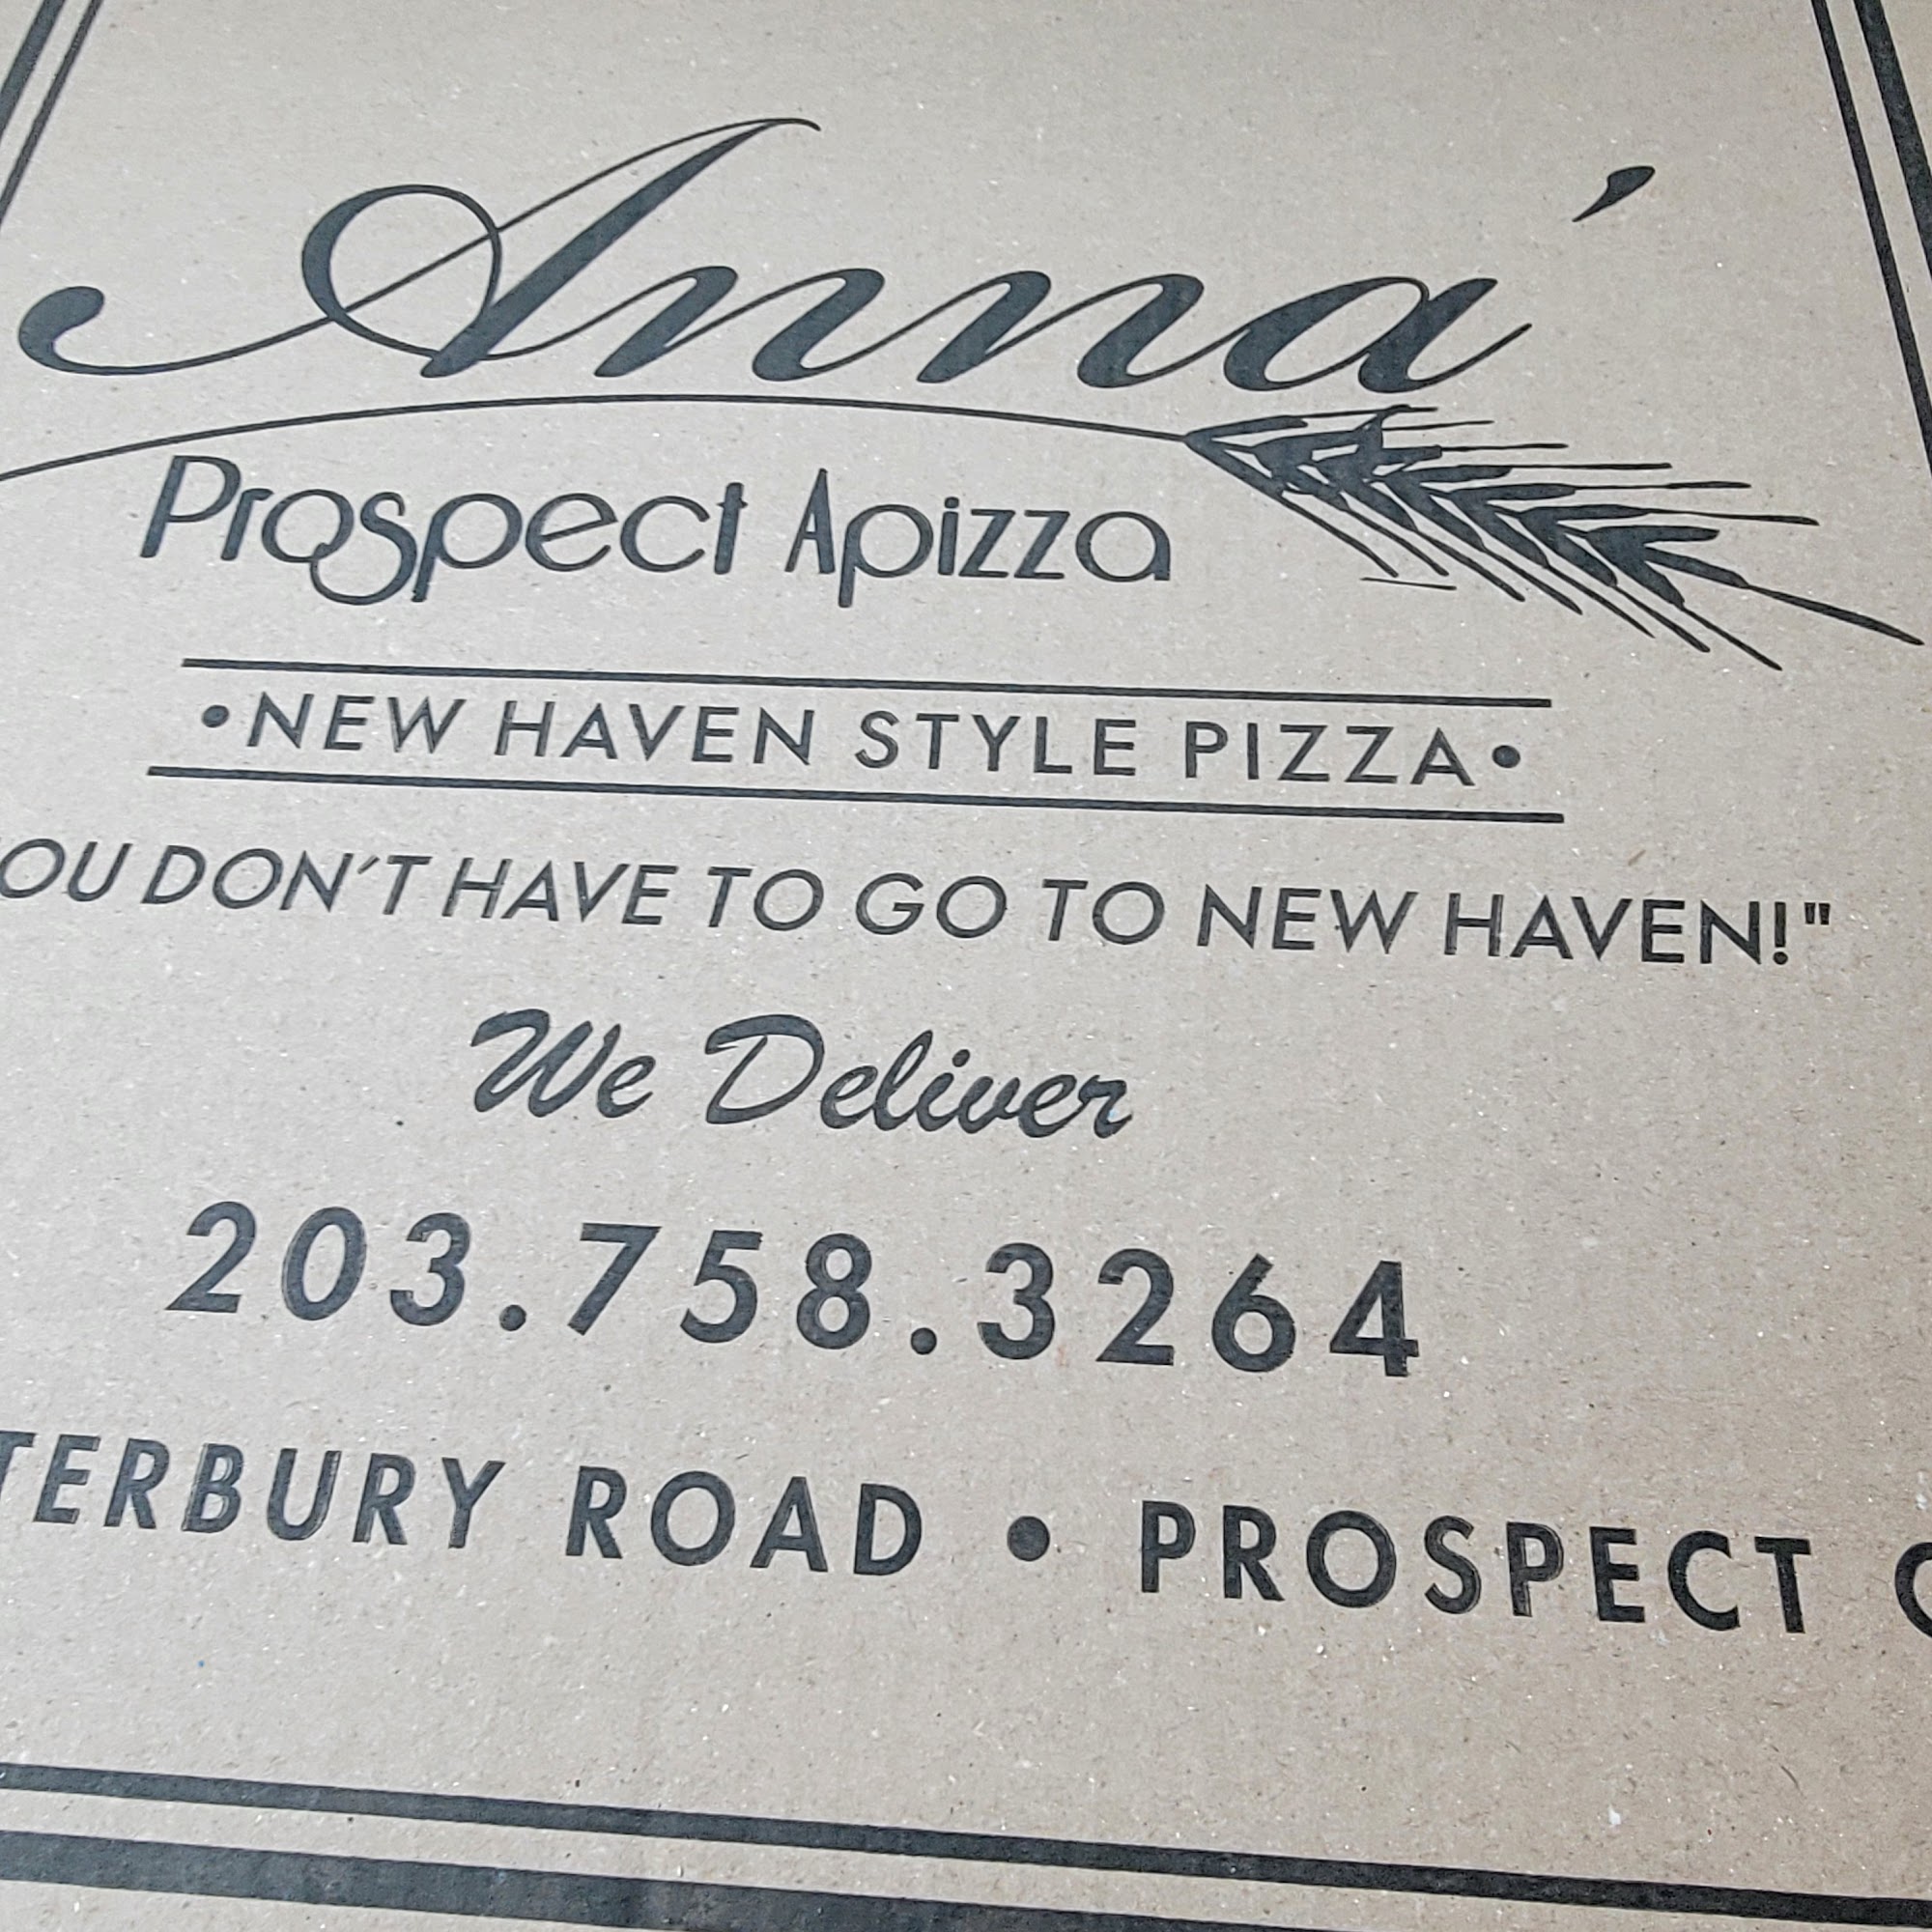 Anna'
Prospect Apizza
•NEW HAVEN STYLE PIZZA•
OU DON'T HAVE TO GO TO NEW HAVEN!"
We Deliver
203.758.3264
TERBURY ROAD • PROSPECT C